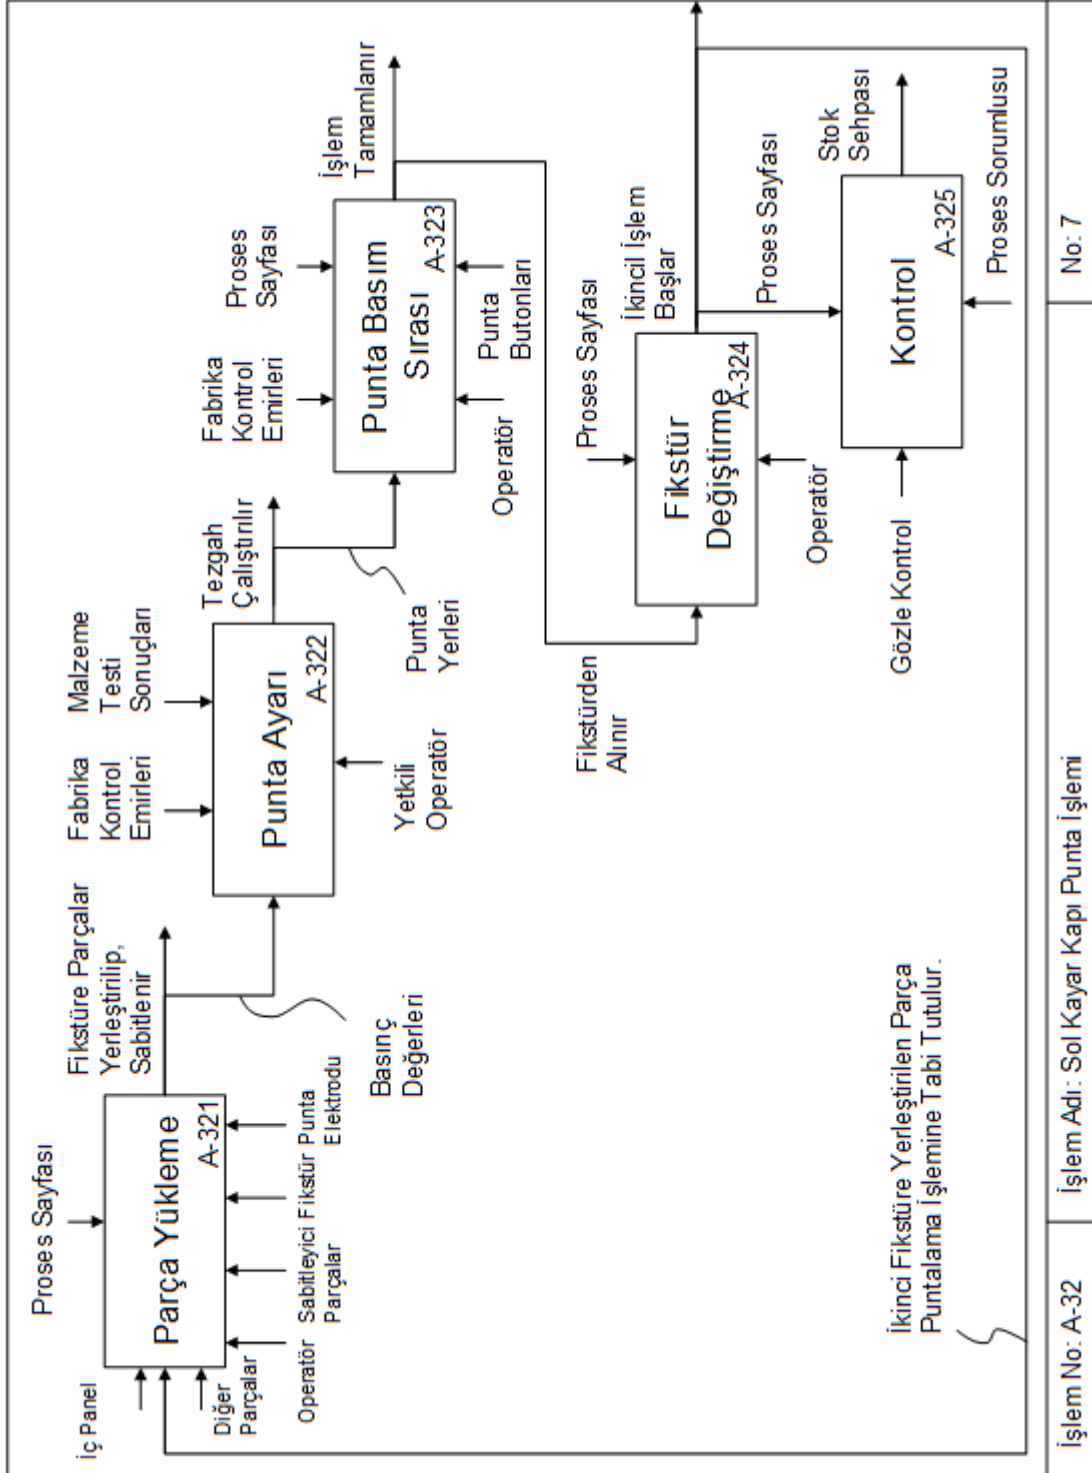 Proses Sayfası
İç Panel
Diğer
Parçalar
Parça Yükleme
A-321
Operatör
Sabitleyici
Parçalar
Fikstür
Punta
Elektrodu
Fikstüre Parçalar
Yerleştirilip,
Sabitlenir
Basınç
Değerleri
Fabrika
Kontrol
Emirleri
Malzeme
Testi
Sonuçları
Punta Ayarı
A-322
Yetkili
Operatör
Tezgah
Çalıştırılır
Punta
Yerleri
Fabrika
Kontrol
Emirleri
Proses
Sayfası
Punta Basım
Sırası
A-323
Operatör
Punta
Butonları
İşlem
Tamamlanır
Fikstürden
Alınır
Proses Sayfası
Fikstür
Değiştirme
A-324
Operatör
İkincil İşlem
Başlar
Proses Sayfası
Gözle Kontrol
Kontrol
A-325
Proses Sorumlusu
Stok
Sehpası
İkinci Fikstüre Yerleştirilen Parça
Puntalama İşlemine Tabi Tutulur.
İşlem No: A-32
İşlem Adı: Sol Kayar Kapı Punta İşlemi
No: 7